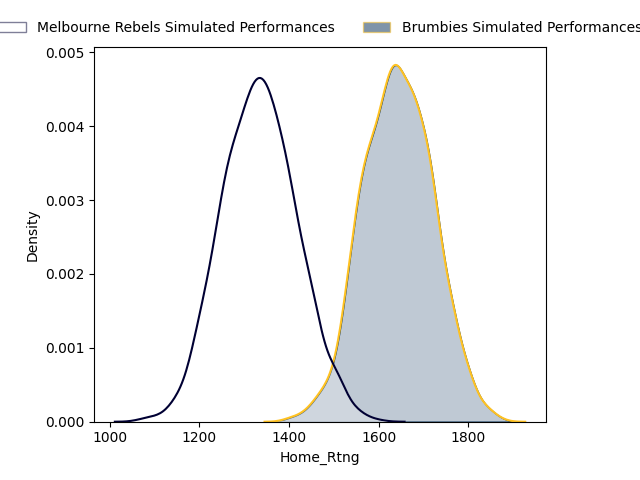 Melbourne Rebels Simulated Performances
Brumbies Simulated Performances
0.005
0.004
0.003
0.002
0.001
0.000
Density
1000 1200 1400 1600 1800
Home_Rtng